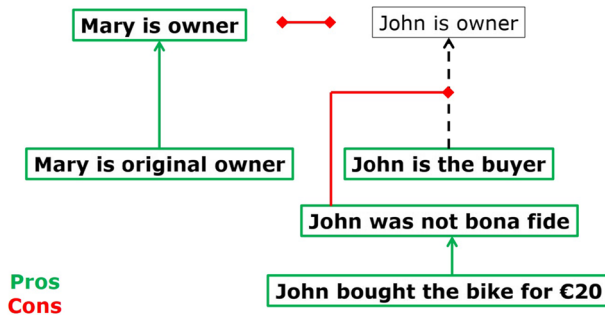 Mary is owner
John is owner
Mary is original owner
John is the buyer
John was not bona fide
John bought the bike for €20
Pros
Cons